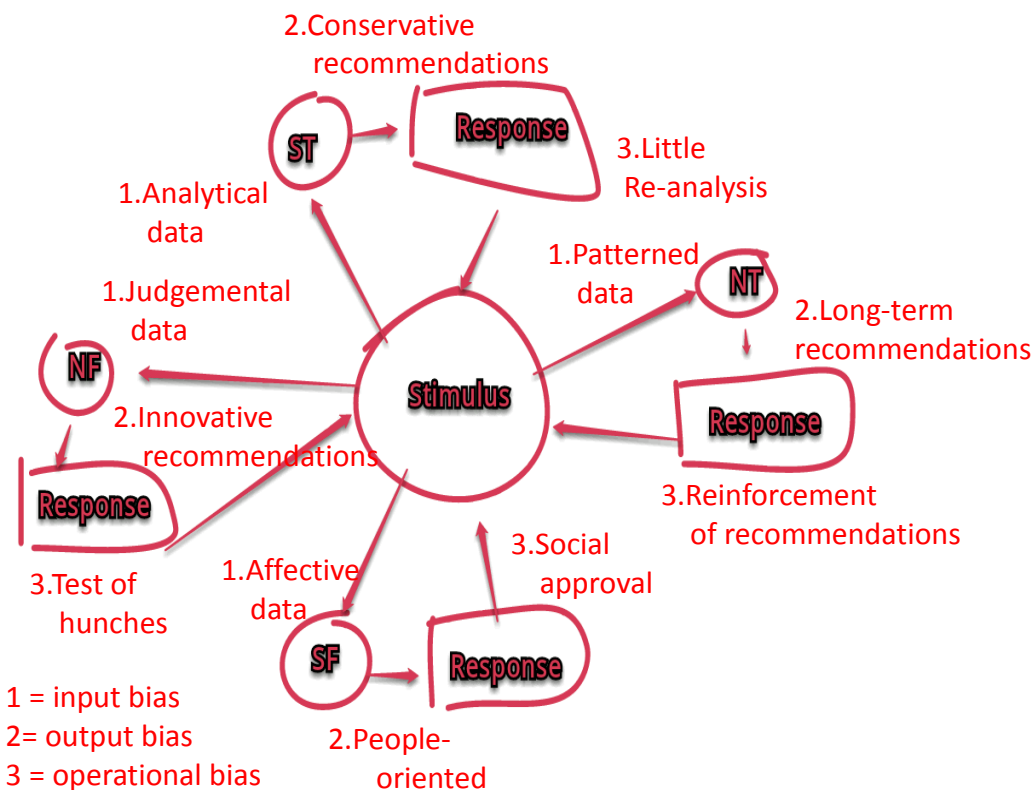 2.Conservative
recommendations
ST
Response
3.Little
Re-analysis
1.Analytical
data
1.Patterned
data
NT
2.Long-term
recommendations
1.Judgemental
data
NF
Stimulus
Response
2.Innovative
recommendations
Response
3.Reinforcement
of recommendations
3.Test of
hunches
1.Affective
data
3.Social
approval
SF
Response
2.People-
oriented
1 = input bias
2= output bias
3 = operational bias